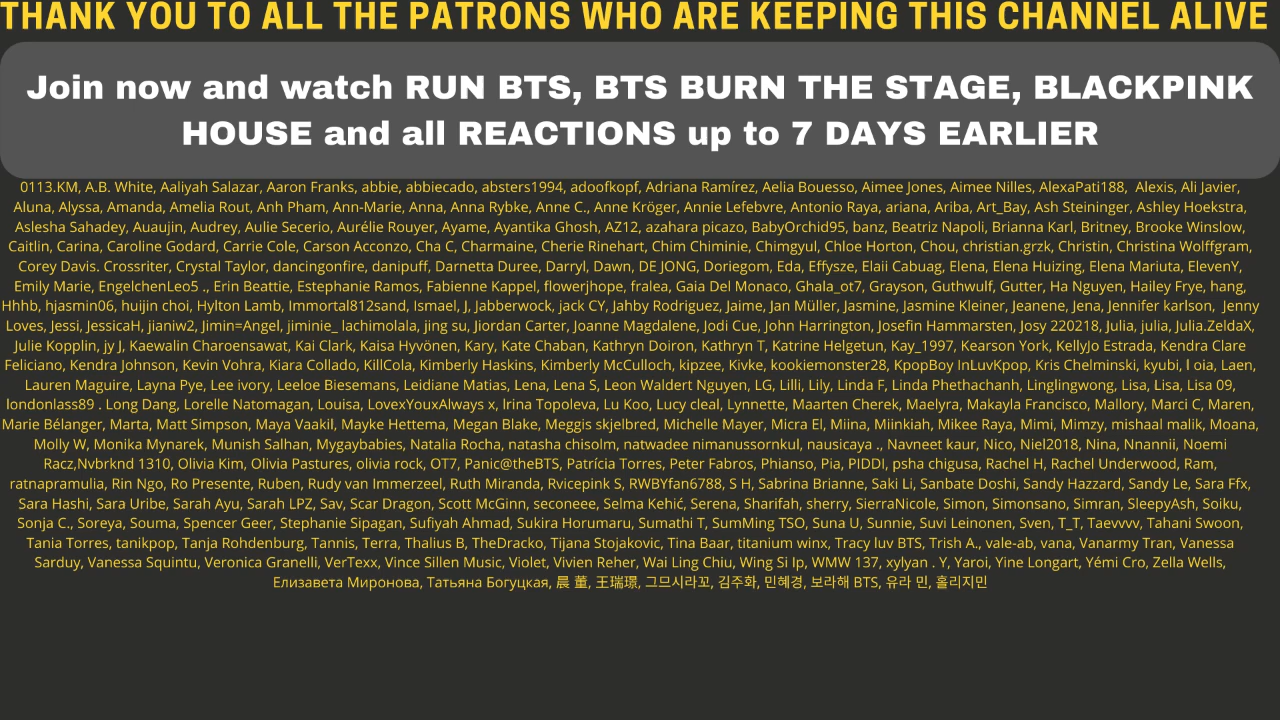 THANK YOU TO ALL THE PATRONS WHO ARE KEEPING THIS CHANNEL ALIVE
Join now and watch RUN BTS, BTS BURN THE STAGE, BLACKPINK
HOUSE and all REACTIONS up to 7 DAYS EARLIER
0113.KM, A.B. White, Aaliyah Salazar, Aaron Franks, abbie, abbiecado, absters1994, adoofkopf, Adriana Ramírez, Aelia Bouesso, Aimee Jones, Aimee Nilles, AlexaPati188, Alexis, Ali Javier,
Aluna, Alyssa, Amanda, Amelia Rout, Anh Pham, Ann-Marie, Anna, Anna Rybke, Anne C., Anne Kröger, Annie Lefebvre, Antonio Raya, ariana, Ariba, Art_Bay, Ash Steininger, Ashley Hoekstra,
Aslesha Sahadey, Auaujin, Audrey, Aulie Secerio, Aurélie Rouyer, Ayame, Ayantika Ghosh, AZ12, azahara picazo, BabyOrchid95, banz, Beatriz Napoli, Brianna Karl, Britney, Brooke Winslow,
Caitlin, Carina, Caroline Godard, Carrie Cole, Carson Acconzo, Cha C, Charmaine, Cherie Rinehart, Chim Chiminie, Chimgyul, Chloe Horton, Chou, christian.grzk, Christin, Christina Wolffgram,
Corey Davis. Crossriter, Crystal Taylor, dancingonfire, danipuff, Darnetta Duree, Darryl, Dawn, DE JONG, Doriegom, Eda, Effysze, Elaii Cabuag, Elena, Elena Huizing, Elena Mariuta, ElevenY,
Emily Marie, EngelchenLeo5 ., Erin Beattie, Estephanie Ramos, Fabienne Kappel, flowerjhope, fralea, Gaia Del Monaco, Ghala_ot7, Grayson, Guthwulf, Gutter, Ha Nguyen, Hailey Frye, hang,
Hhhb, hjasmin06, huijin choi, Hylton Lamb, Immortal812sand, Ismael, J, Jabberwock, jack CY, Jahby Rodriguez, Jaime, Jan Müller, Jasmine, Jasmine Kleiner, Jeanene, Jena, Jennifer karlson, Jenny
Loves, Jessi, JessicaH, jianiw2, Jimin=Angel, jiminie_ lachimolala, jing su, Jiordan Carter, Joanne Magdalene, Jodi Cue, John Harrington, Josefin Hammarsten, Josy 220218, Julia, julia, Julia.ZeldaX,
Julie Kopplin, jy J, Kaewalin Charoensawat, Kai Clark, Kaisa Hyvönen, Kary, Kate Chaban, Kathryn Doiron, Kathryn T, Katrine Helgetun, Kay_1997, Kearson York, KellyJo Estrada, Kendra Clare
Feliciano, Kendra Johnson, Kevin Vohra, Kiara Collado, KillCola, Kimberly Haskins, Kimberly McCulloch, kipzee, Kivke, kookiemonster28, KpopBoy InLuvKpop, Kris Chelminski, kyubi, l oia, Laen,
Lauren Maguire, Layna Pye, Lee ivory, Leeloe Biesemans, Leidiane Matias, Lena, Lena S, Leon Waldert Nguyen, LG, Lilli, Lily, Linda F, Linda Phethachanh, Linglingwong, Lisa, Lisa, Lisa 09,
londonlass89 . Long Dang, Lorelle Natomagan, Louisa, LovexYouxAlways x, lrina Topoleva, Lu Koo, Lucy cleal, Lynnette, Maarten Cherek, Maelyra, Makayla Francisco, Mallory, Marci C, Maren,
Marie Bélanger, Marta, Matt Simpson, Maya Vaakil, Mayke Hettema, Megan Blake, Meggis skjelbred, Michelle Mayer, Micra El, Miina, Miinkiah, Mikee Raya, Mimi, Mimzy, mishaal malik, Moana,
Molly W, Monika Mynarek, Munish Salhan, Mygaybabies, Natalia Rocha, natasha chisolm, natwadee nimanussornkul, nausicaya ., Navneet kaur, Nico, Niel2018, Nina, Nnannii, Noemi
Racz,Nvbrknd 1310, Olivia Kim, Olivia Pastures, olivia rock, OT7, Panic@theBTS, Patrícia Torres, Peter Fabros, Phianso, Pia, PIDDI, psha chigusa, Rachel H, Rachel Underwood, Ram,
ratnapramulia, Rin Ngo, Ro Presente, Ruben, Rudy van Immerzeel, Ruth Miranda, Rvicepink S, RWBYfan6788, S H, Sabrina Brianne, Saki Li, Sanbate Doshi, Sandy Hazzard, Sandy Le, Sara Ffx,
Sara Hashi, Sara Uribe, Sarah Ayu, Sarah LPZ, Sav, Scar Dragon, Scott McGinn, seconeee, Selma Kehić, Serena, Sharifah, sherry, SierraNicole, Simon, Simonsano, Simran, SleepyAsh, Soiku,
Sonja C., Soreya, Souma, Spencer Geer, Stephanie Sipagan, Sufiyah Ahmad, Sukira Horumaru, Sumathi T, SumMing TSO, Suna U, Sunnie, Suvi Leinonen, Sven, T_T, Taevvvv, Tahani Swoon,
Tania Torres, tanikpop, Tanja Rohdenburg, Tannis, Terra, Thalius B, TheDracko, Tijana Stojakovic, Tina Baar, titanium winx, Tracy luv BTS, Trish A., vale-ab, vana, Vanarmy Tran, Vanessa
Sarduy, Vanessa Squintu, Veronica Granelli, VerTexx, Vince Sillen Music, Violet, Vivien Reher, Wai Ling Chiu, Wing Si Ip, WMW 137, xylyan . Y, Yaroi, Yine Longart, Yémi Cro, Zella Wells,
Елизавета Миронова, Татьяна Богуцкая, 晨 董, 王瑞璟, 그므시라꼬, 김주화, 민혜경, 보라해 BTS, 유라 민, 홀리지민